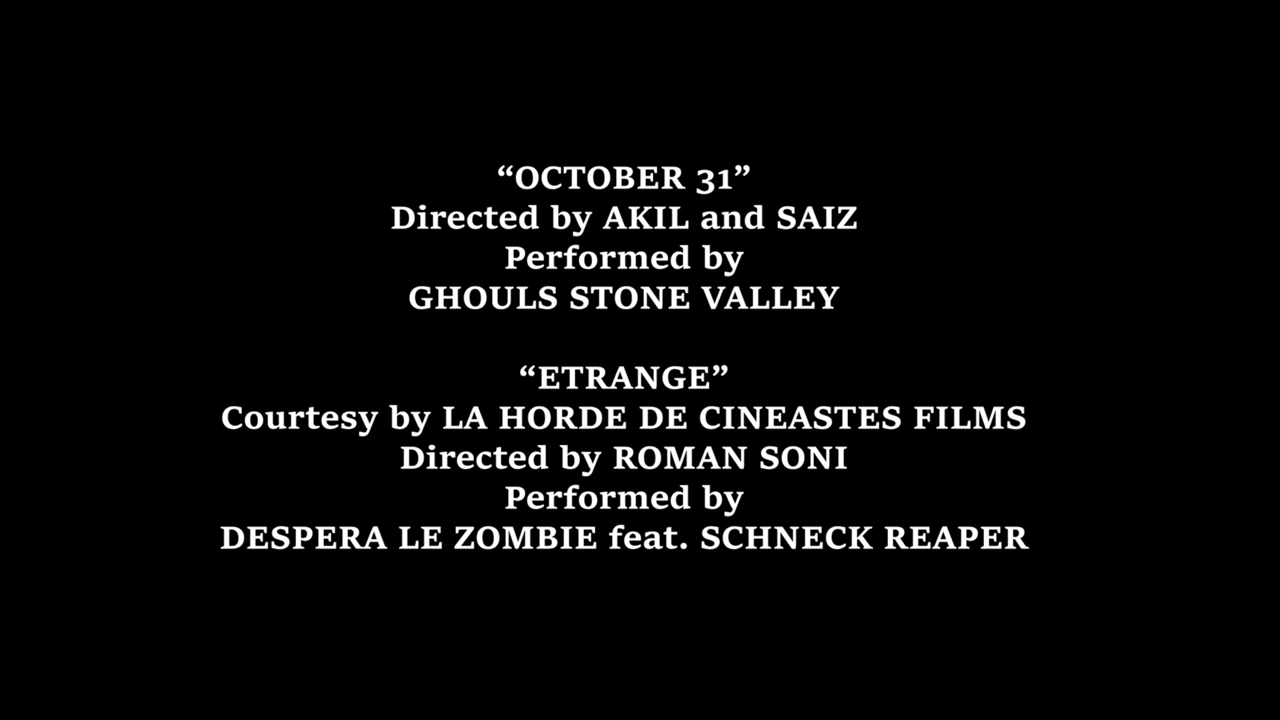 “OCTOBER 31”
Directed by AKIL and SAIZ
Performed by
GHOULS STONE VALLEY
“ETRANGE”
Courtesy by LA HORDE DE CINEASTES FILMS
Directed by ROMAN SONI
Performed by
DESPERA LE ZOMBIE feat. SCHNECK REAPER